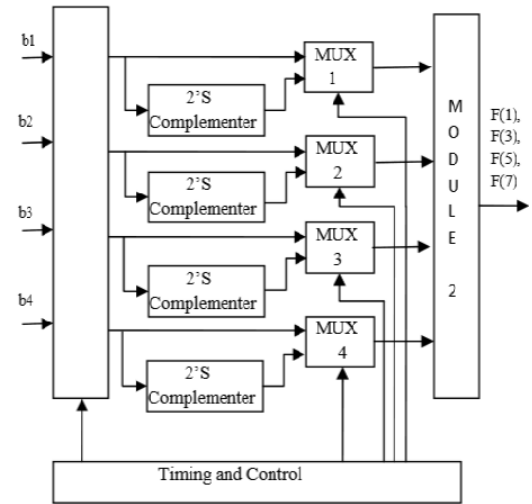 b1
MUX
1
2'S
Complementer
b2
MUX
2
2'S
Complementer
b3
MUX
3
2'S
Complementer
b4
MUX
4
2'S
Complementer
MODULE 2
F(1),
F(3),
F(5),
F(7)
Timing and Control